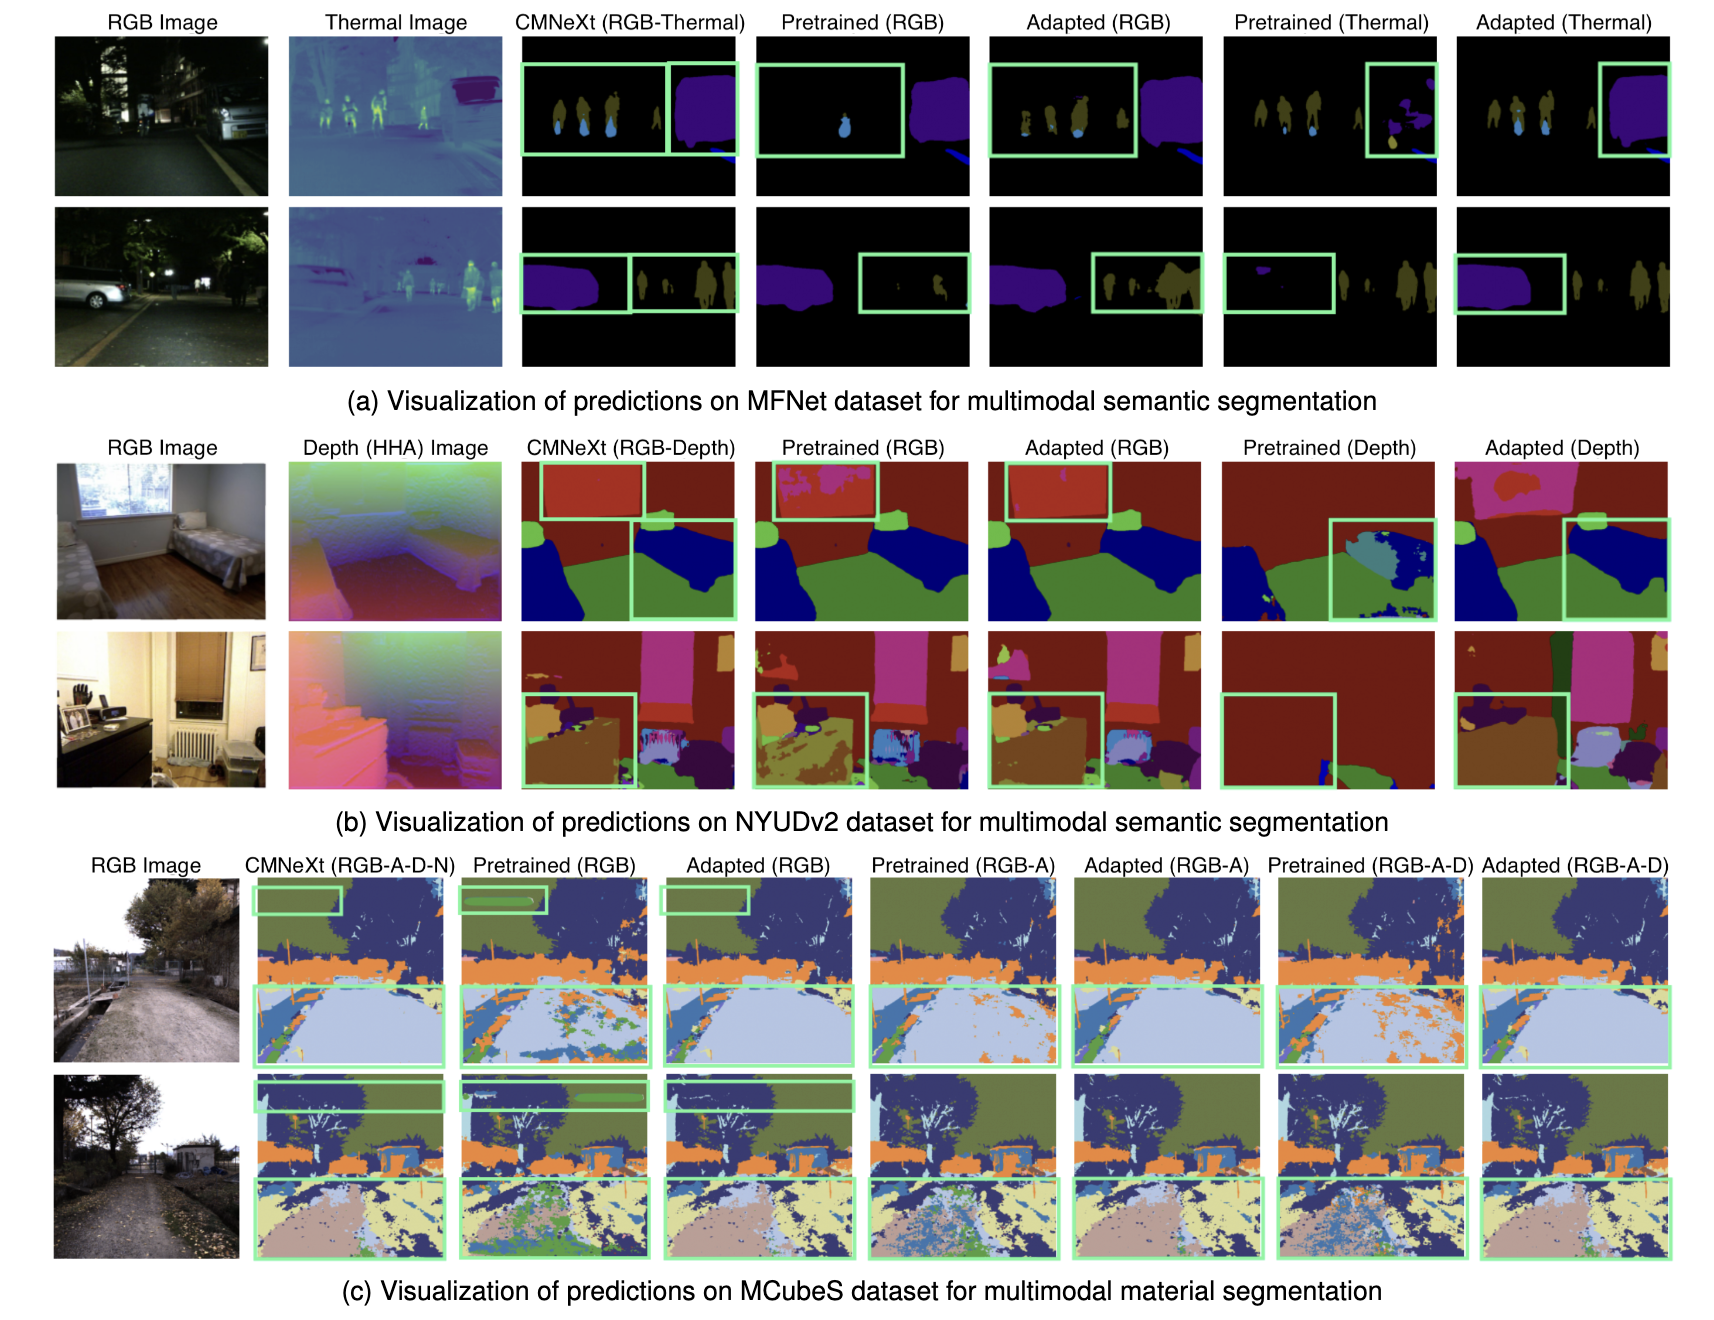 RGB Image Thermal Image CMNeXt (RGB-Thermal) Pretrained (RGB) Adapted (RGB) Pretrained (Thermal) Adapted (Thermal)
(a) Visualization of predictions on MFNet dataset for multimodal semantic segmentation
RGB Image Depth (HHA) Image CMNeXt (RGB-Depth) Pretrained (RGB) Adapted (RGB) Pretrained (Depth) Adapted (Depth)
(b) Visualization of predictions on NYUDv2 dataset for multimodal semantic segmentation
RGB Image CMNeXt (RGB-A-D-N) Pretrained (RGB) Adapted (RGB) Pretrained (RGB-A) Adapted (RGB-A) Pretrained (RGB-A-D) Adapted (RGB-A-D)
(c) Visualization of predictions on MCubeS dataset for multimodal material segmentation